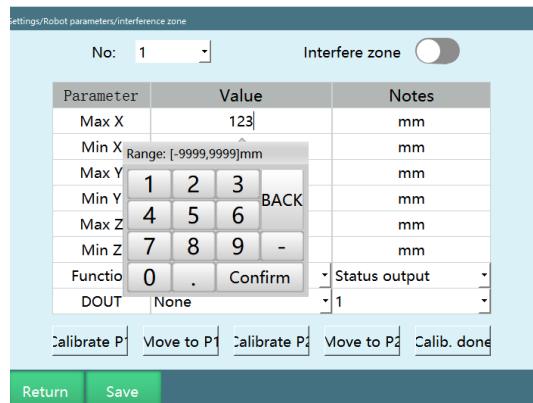 Settings/Robot parameters/interference zone
No: 1 Interfere zone
Parameter Value Notes
Max X 123 mm
Min X mm
Range: [-9999,9999]mm
Max Y mm
1 2 3 BACK
Min Y mm
Max Z mm
4 5 6
Min Z mm
7 8 9 -
Functio Status output
0 . Confirm
DOUT None 1
Calibrate P1 Move to P1 Calibrate P2 Move to P2 Calib. done
Return Save